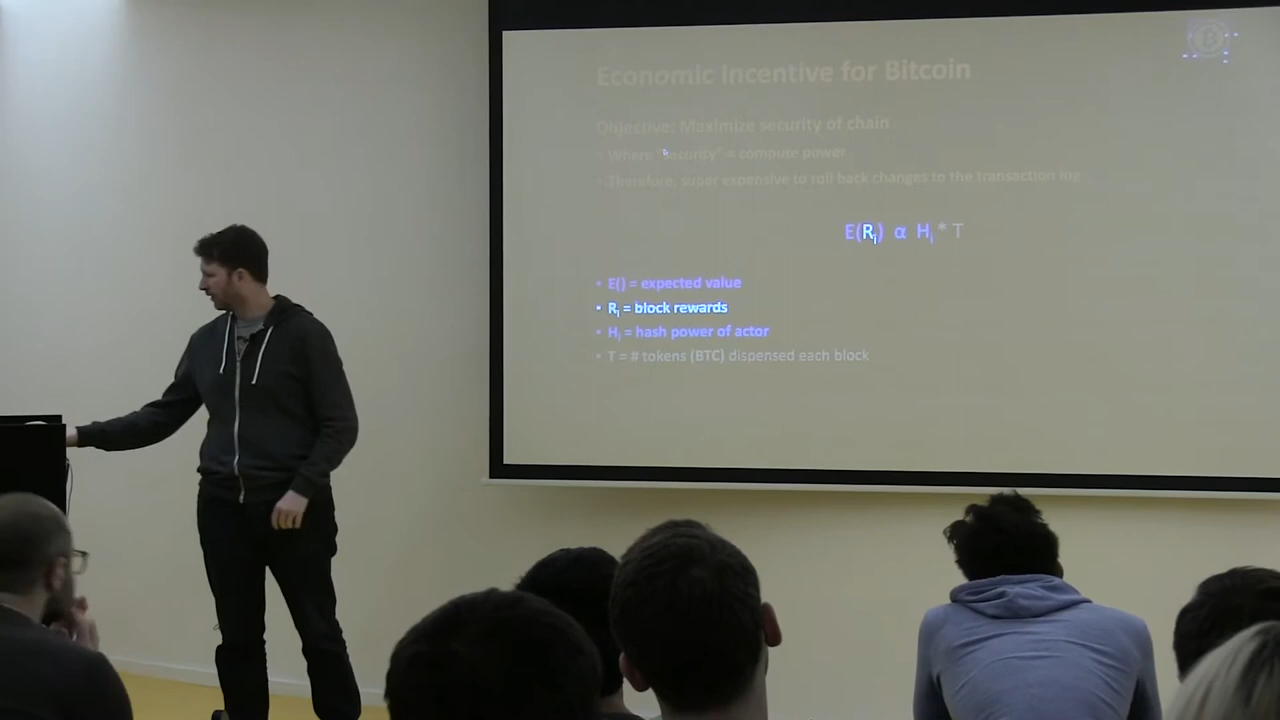 Economic Incentive for Bitcoin
Objective: Maximize security of chain
• Where "security" = compute power
• Therefore, super expensive to roll back changes to the transaction log
E(Ri) α Hi * T
• E() = expected value
• Ri = block rewards
• Hi = hash power of actor
• T = # tokens (BTC) dispensed each block